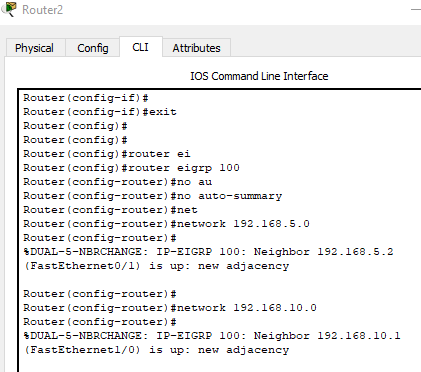 Router2
Physical Config CLI Attributes
IOS Command Line Interface
Router(config-if)#
Router(config-if)#exit
Router(config)#
Router(config)#
Router(config)#router ei
Router(config)#router eigrp 100
Router(config-router)#no au
Router(config-router)#no auto-summary
Router(config-router)#net
Router(config-router)#network 192.168.5.0
Router(config-router)#
%DUAL-5-NBRCHANGE: IP-EIGRP 100: Neighbor 192.168.5.2
(FastEthernet0/1) is up: new adjacency
Router(config-router)#
Router(config-router)#network 192.168.10.0
Router(config-router)#
%DUAL-5-NBRCHANGE: IP-EIGRP 100: Neighbor 192.168.10.1
(FastEthernet1/0) is up: new adjacency